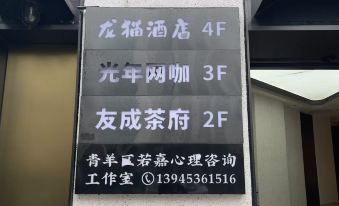 龙猫酒店 4F
光年网咖 3F
友成茶府 2F
青羊区若嘉心理咨询
工作室 13945361516